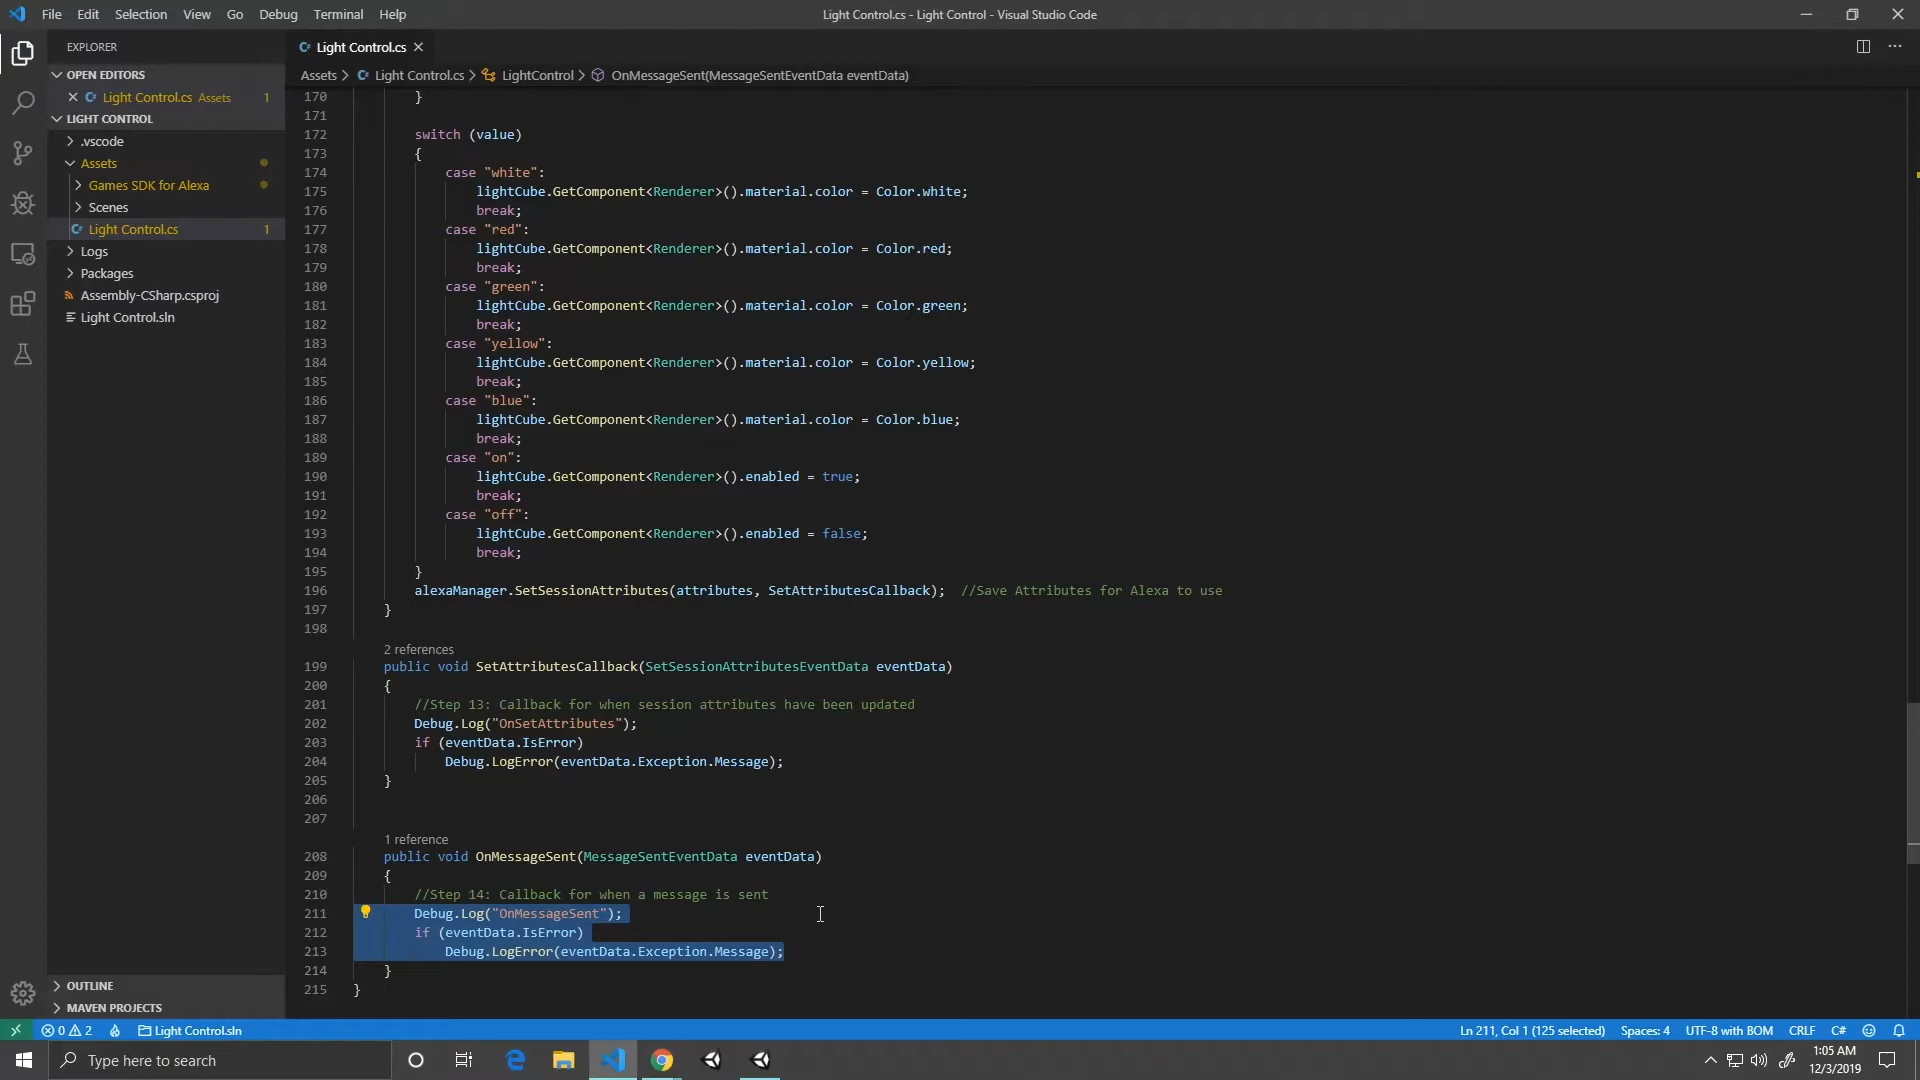 File Edit Selection View Go Debug Terminal Help
Light Control.cs - Light Control - Visual Studio Code
EXPLORER
OPEN EDITORS
Light Control.cs Assets 1
LIGHT CONTROL
.vscode
Assets
Games SDK for Alexa
Scenes
Light Control.cs 1
Logs
Packages
Assembly-CSharp.csproj
Light Control.sln
OUTLINE
MAVEN PROJECTS
Light Control.cs
Assets > Light Control.cs > LightControl > OnMessageSent(MessageSentEventData eventData)
170 }
171
172 switch (value)
173 {
174 case "white":
175 lightCube.GetComponent<Renderer>().material.color = Color.white;
176 break;
177 case "red":
178 lightCube.GetComponent<Renderer>().material.color = Color.red;
179 break;
180 case "green":
181 lightCube.GetComponent<Renderer>().material.color = Color.green;
182 break;
183 case "yellow":
184 lightCube.GetComponent<Renderer>().material.color = Color.yellow;
185 break;
186 case "blue":
187 lightCube.GetComponent<Renderer>().material.color = Color.blue;
188 break;
189 case "on":
190 lightCube.GetComponent<Renderer>().enabled = true;
191 break;
192 case "off":
193 lightCube.GetComponent<Renderer>().enabled = false;
194 break;
195 }
196 alexaManager.SetSessionAttributes(attributes, SetAttributesCallback); //Save Attributes for Alexa to use
197 }
198
2 references
199 public void SetAttributesCallback(SetSessionAttributesEventData eventData)
200 {
201 //Step 13: Callback for when session attributes have been updated
202 Debug.Log("OnSetAttributes");
203 if (eventData.IsError)
204 Debug.LogError(eventData.Exception.Message);
205 }
206
207
1 reference
208 public void OnMessageSent(MessageSentEventData eventData)
209 {
210 //Step 14: Callback for when a message is sent
211 Debug.Log("OnMessageSent");
212 if (eventData.IsError)
213 Debug.LogError(eventData.Exception.Message);
214 }
215 }
0 2 Light Control.sln
Ln 211, Col 1 (125 selected) Spaces: 4 UTF-8 with BOM CRLF C#
Type here to search
1:05 AM
12/3/2019